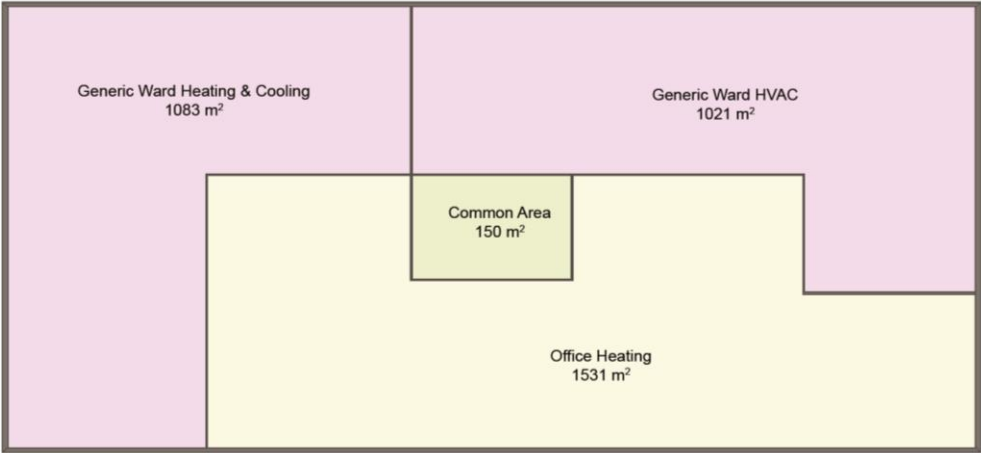 Generic Ward Heating & Cooling
1083 m²
Generic Ward HVAC
1021 m²
Common Area
150 m²
Office Heating
1531 m²